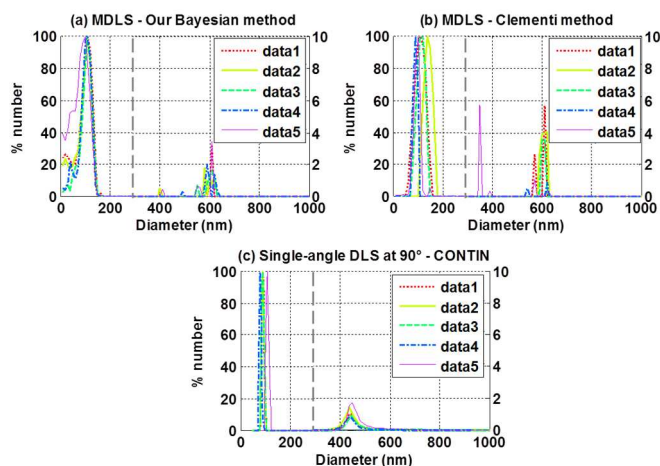 (a) MDLS - Our Bayesian method
100
80
60
40
20
0
% number
10
8
6
4
2
0
data1
data2
data3
data4
data5
0 200 400 600 800 1000
Diameter (nm)
(b) MDLS - Clementi method
100
80
60
40
20
0
% number
10
8
6
4
2
0
data1
data2
data3
data4
data5
0 200 400 600 800 1000
Diameter (nm)
(c) Single-angle DLS at 90° - CONTIN
100
80
60
40
20
0
% number
10
8
6
4
2
0
data1
data2
data3
data4
data5
0 200 400 600 800 1000
Diameter (nm)